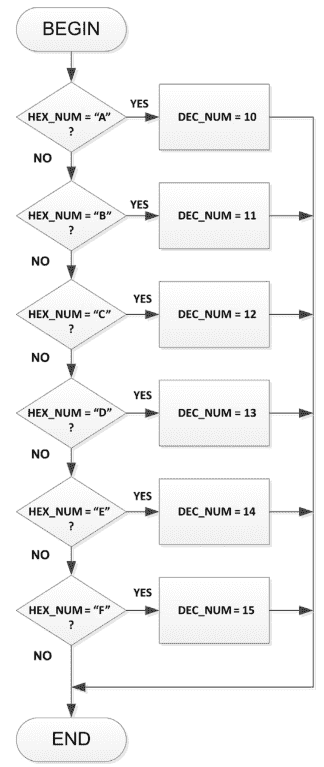 BEGIN
HEX_NUM = “A”
?
YES
DEC_NUM = 10
NO
HEX_NUM = “B”
?
YES
DEC_NUM = 11
NO
HEX_NUM = “C”
?
YES
DEC_NUM = 12
NO
HEX_NUM = “D”
?
YES
DEC_NUM = 13
NO
HEX_NUM = “E”
?
YES
DEC_NUM = 14
NO
HEX_NUM = “F”
?
YES
DEC_NUM = 15
NO
END